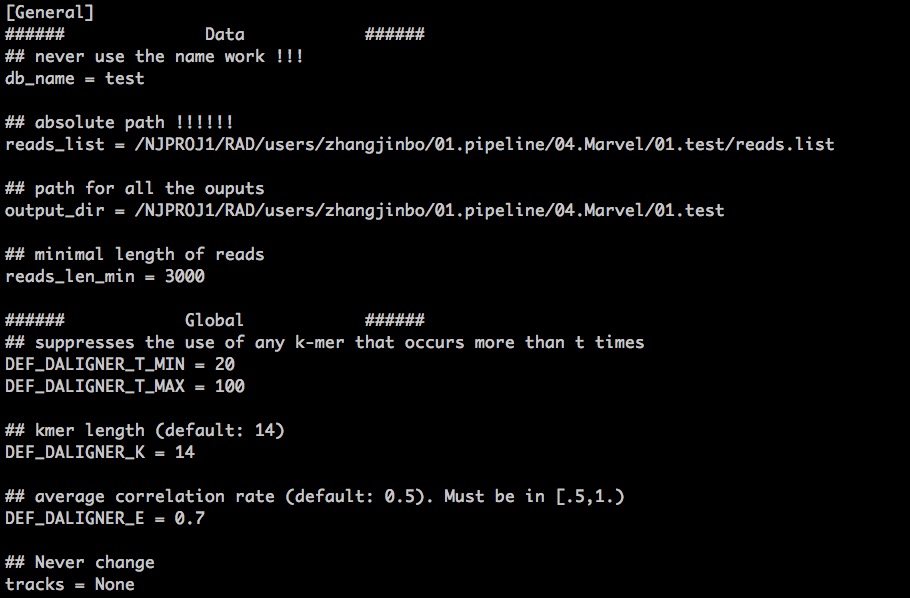 [General]
######              Data            ######
## never use the name work !!!
db_name = test

## absolute path !!!!!!
reads_list = /NJPROJ1/RAD/users/zhangjinbo/01.pipeline/04.Marvel/01.test/reads.list

## path for all the ouputs
output_dir = /NJPROJ1/RAD/users/zhangjinbo/01.pipeline/04.Marvel/01.test

## minimal length of reads
reads_len_min = 3000

######            Global            ######
## suppresses the use of any k-mer that occurs more than t times
DEF_DALIGNER_T_MIN = 20
DEF_DALIGNER_T_MAX = 100

## kmer length (default: 14)
DEF_DALIGNER_K = 14

## average correlation rate (default: 0.5). Must be in [.5,1.)
DEF_DALIGNER_E = 0.7

## Never change
tracks = None